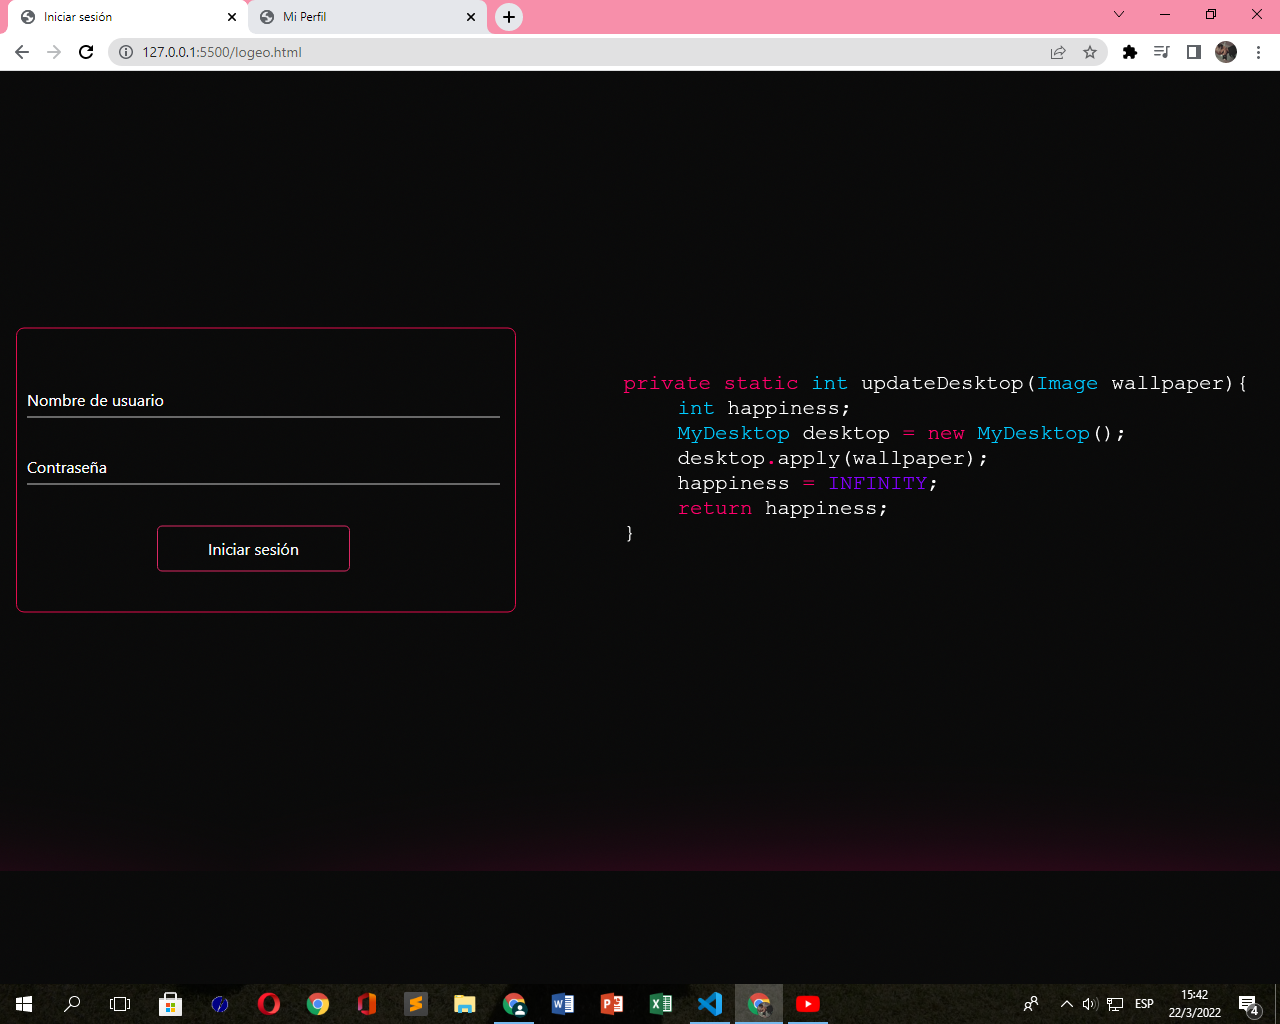 Iniciar sesión
Mi Perfil
127.0.0.1:5500/logeo.html
Nombre de usuario
Contraseña
Iniciar sesión
private static int updateDesktop(Image wallpaper){
int happiness;
MyDesktop desktop = new MyDesktop();
desktop.apply(wallpaper);
happiness = INFINITY;
return happiness;
}
ESP
15:42
22/3/2022
4